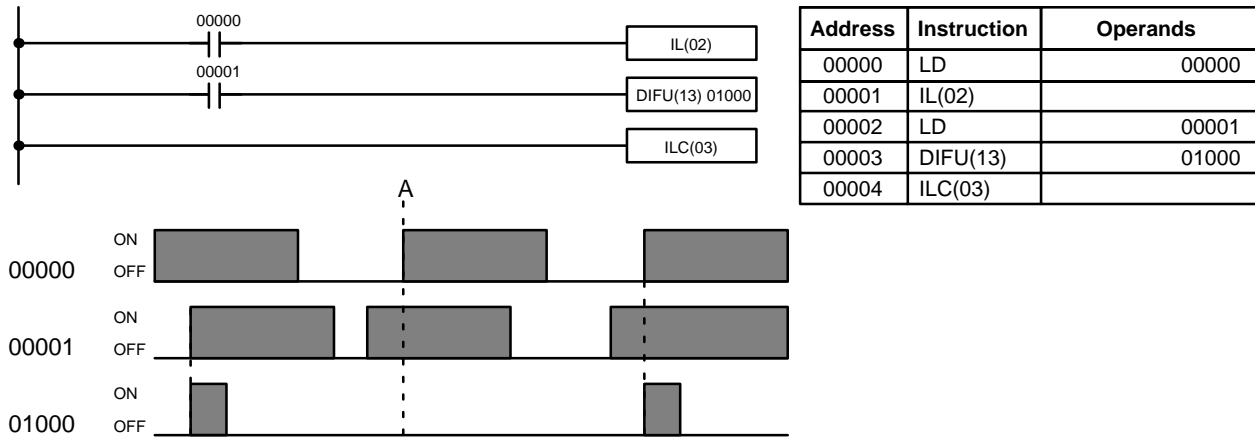 00000
IL(02)
00001
DIFU(13) 01000
ILC(03)
Address Instruction Operands
00000 LD 00000
00001 IL(02)
00002 LD 00001
00003 DIFU(13) 01000
00004 ILC(03)
A
ON
00000 OFF
ON
00001 OFF
ON
01000 OFF